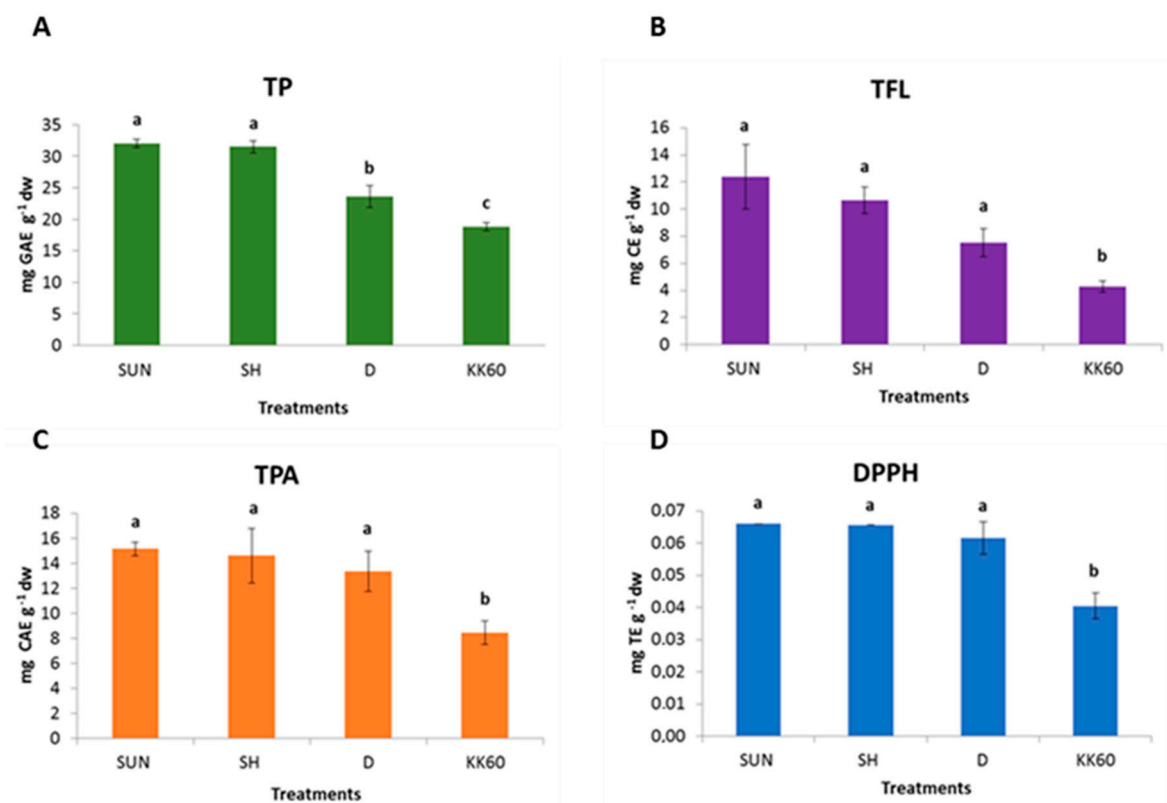 A
TP
mg GAE g⁻¹ dw
35
30
25
20
15
10
5
0
a
a
b
c
SUN SH D KK60
Treatments
B
TFL
mg CE g⁻¹ dw
16
14
12
10
8
6
4
2
0
a
a
a
b
SUN SH D KK60
Treatments
C
TPA
mg CAE g⁻¹ dw
18
16
14
12
10
8
6
4
2
0
a
a
a
b
SUN SH D KK60
Treatments
D
DPPH
mg TE g⁻¹ dw
0.07
0.06
0.05
0.04
0.03
0.02
0.01
0.00
a
a
a
b
SUN SH D KK60
Treatments